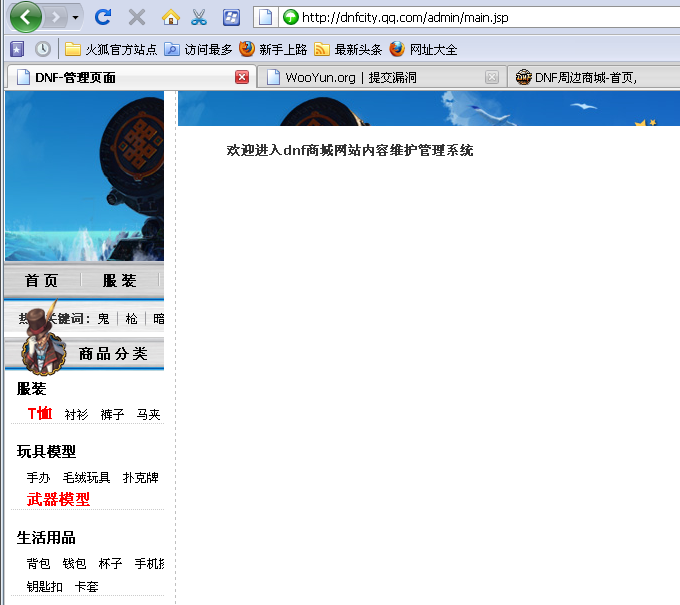 http://dnfcity.qq.com/admin/main.jsp
火狐官方站点 访问最多 新手上路 最新头条 网址大全
DNF-管理页面 WooYun.org | 提交漏洞 DNF周边商城-首页,
欢迎进入dnf商城网站内容维护管理系统
首 页 服 装
热 关键词： 鬼 | 枪 | 暗
商 品 分 类
服装
T恤 衬衫 裤子 马夹
玩具模型
手办 毛绒玩具 扑克牌
武器模型
生活用品
背包 钱包 杯子 手机
钥匙扣 卡套